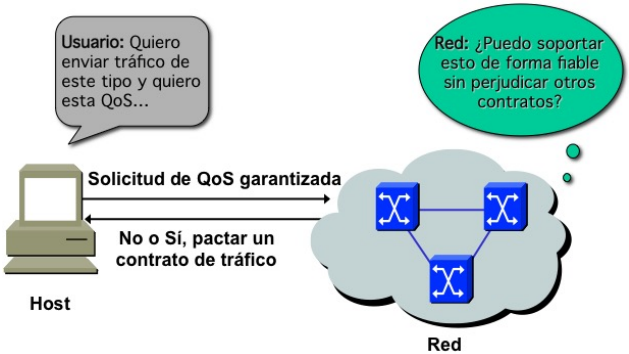 Usuario: Quiero
enviar tráfico de
este tipo y quiero
esta QoS...
Red: ¿Puedo soportar
esto de forma fiable
sin perjudicar otros
contratos?
Solicitud de QoS garantizada
No o Sí, pactar un
contrato de tráfico
Host
Red